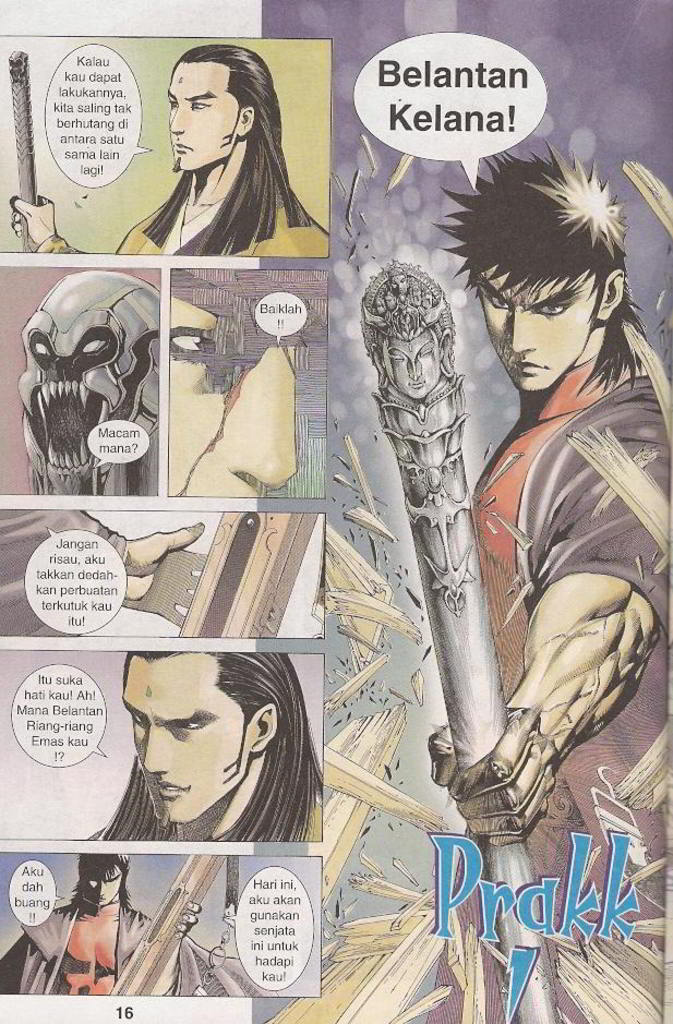 Kalau
kau dapat
lakukannya,
kita saling tak
berhutang di
antara satu
sama lain
lagi!
Macam
mana?
Baiklah
!!
Jangan
risau, aku
takkan dedah-
kan perbuatan
terkutuk kau
itu!
Itu suka
hati kau! Ah!
Mana Belantan
Riang-riang
Emas kau
!?
Aku
dah
buang
!!
Hari ini,
aku akan
gunakan
senjata
ini untuk
hadapi
kau!
Belantan
Kelana!
Prakk
!
16